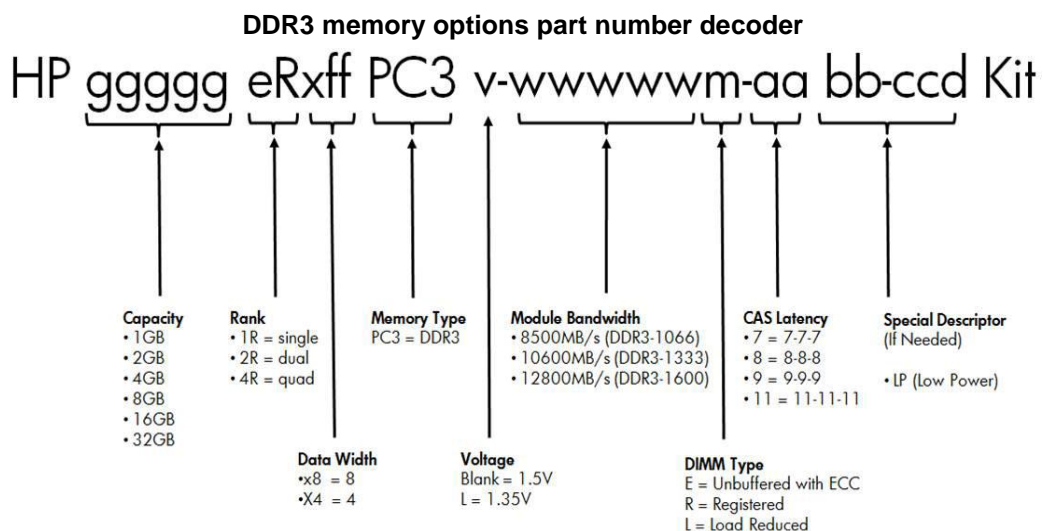 DDR3 memory options part number decoder
HP ggggg eRxff PC3 v-wwwwwm-aa bb-ccd Kit
Capacity
• 1GB
• 2GB
• 4GB
• 8GB
• 16GB
• 32GB
Rank
• 1R = single
• 2R = dual
• 4R = quad
Memory Type
PC3 = DDR3
Module Bandwidth
• 8500MB/s (DDR3-1066)
• 10600MB/s (DDR3-1333)
• 12800MB/s (DDR3-1600)
CAS Latency
• 7 = 7-7-7
• 8 = 8-8-8
• 9 = 9-9-9
• 11 = 11-11-11
Special Descriptor
(If Needed)
• LP (Low Power)
Data Width
•x8 = 8
•X4 = 4
Voltage
Blank = 1.5V
L = 1.35V
DIMM Type
E = Unbuffered with ECC
R = Registered
L = Load Reduced